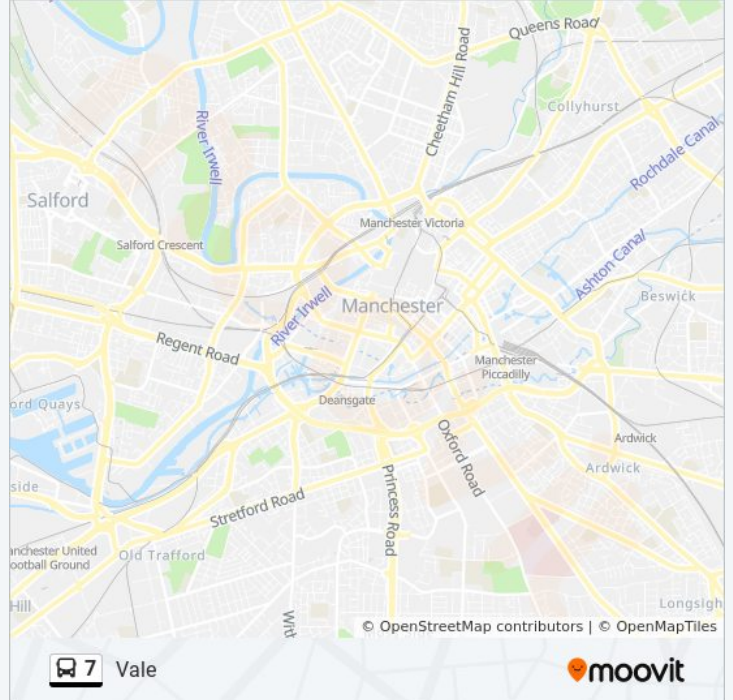 Queens Road
Cheetham Hill Road
Collyhurst
River Irwell
Rochdale Canal
Salford
Manchester Victoria
Salford Crescent
Ashton Canal
Beswick
River Irwell
Manchester
Regent Road
Manchester
Piccadilly
ord Quays
Deansgate
Oxford Road
Ardwick
Ardwick
side
Princess Road
Stretford Road
anchester United
ootball Ground
Old Trafford
Hill
Longsigh
With
© OpenStreetMap contributors | © OpenMapTiles
7 Vale
moovit